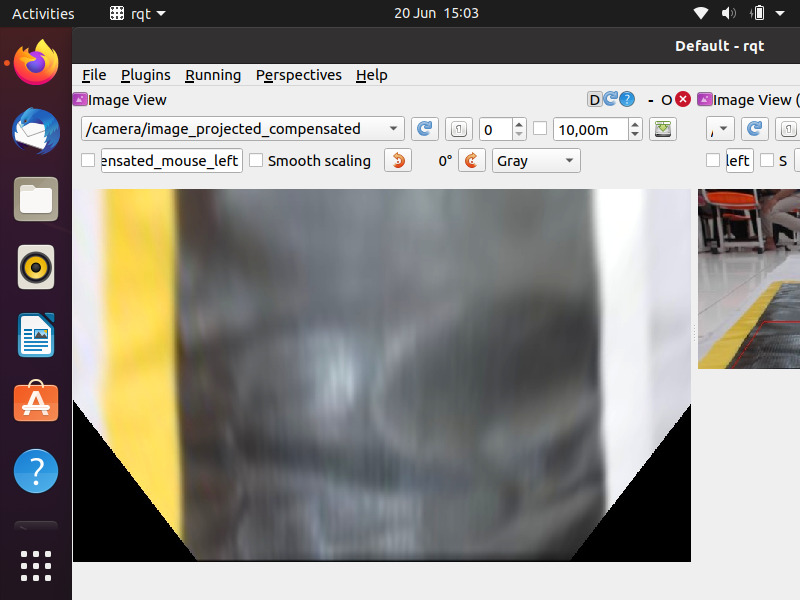 Activities rqt 20 Jun 15:03
Default - rqt
File Plugins Running Perspectives Help
Image View D - O Image View (
/camera/image_projected_compensated 0 10,00m /
ensated_mouse_left Smooth scaling 0° Gray left S